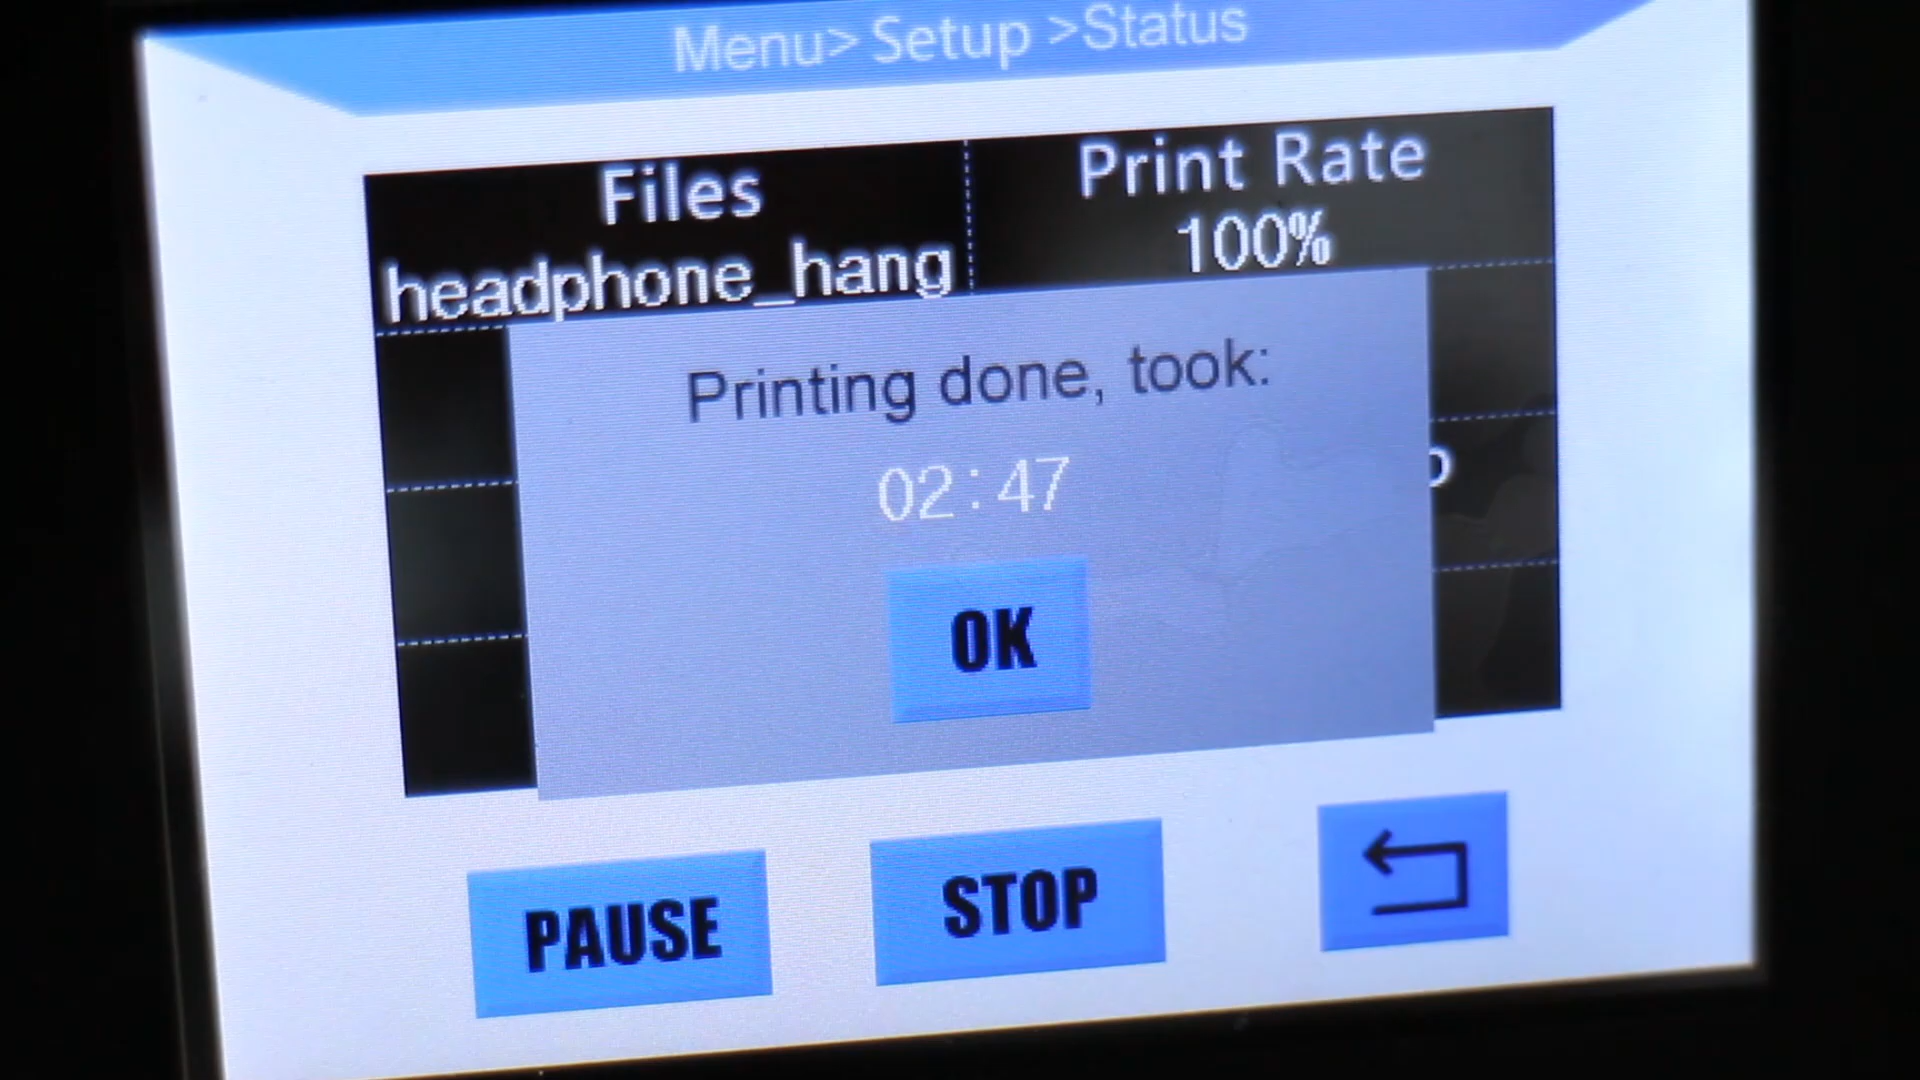 Menu> Setup >Status
Files
headphone_hang
Print Rate
100%
Printing done, took:
02:47
OK
PAUSE
STOP